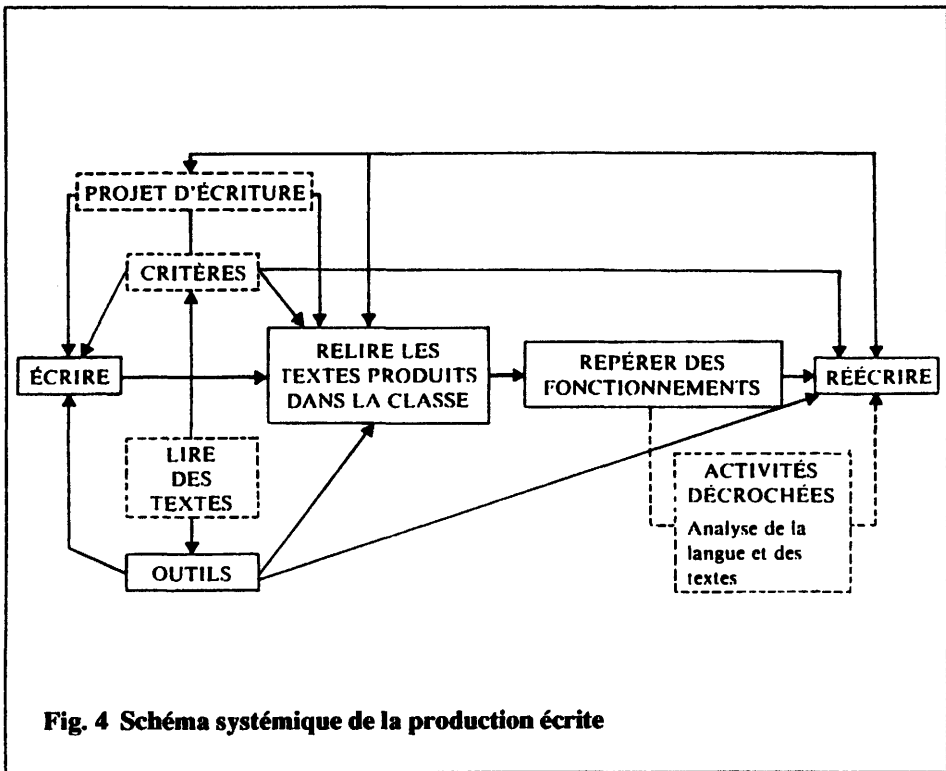 PROJET D'ÉCRITURE
CRITÈRES
ÉCRIRE
RELIRE LES
TEXTES PRODUITS
DANS LA CLASSE
REPÉRER DES
FONCTIONNEMENTS
RÉÉCRIRE
LIRE
DES
TEXTES
OUTILS
ACTIVITÉS
DÉCROCHÉES
Analyse de la
langue et des
textes
Fig. 4 Schéma systémique de la production écrite